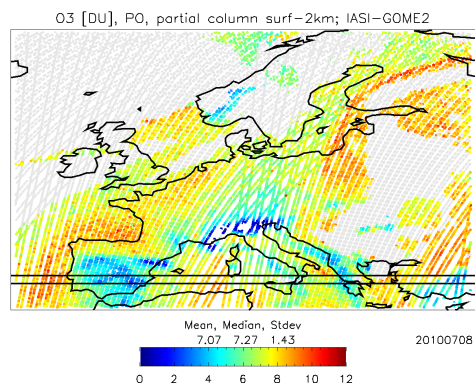 O3 [DU], PO, partial column surf-2km; IASI-GOME2
Mean, Median, Stdev
7.07 7.27 1.43
20100708
0 2 4 6 8 10 12